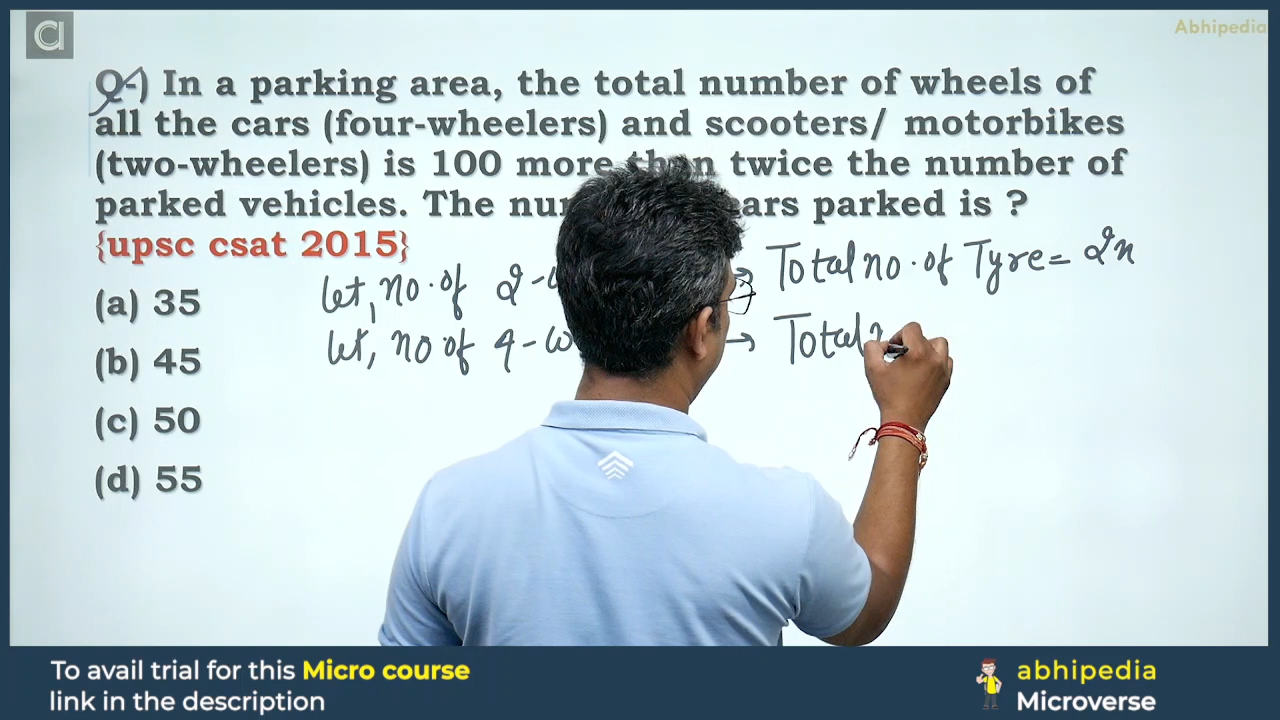 Abhipedia
Q-) In a parking area, the total number of wheels of
all the cars (four-wheelers) and scooters/ motorbikes
(two-wheelers) is 100 more than twice the number of
parked vehicles. The ars parked is ?
{upsc csat 2015}
let, no. of 2- → Total no. of Tyre = 2x
let, no of 4-w → Total
(a) 35
(b) 45
(c) 50
(d) 55
To avail trial for this Micro course
link in the description
abhipedia
Microverse